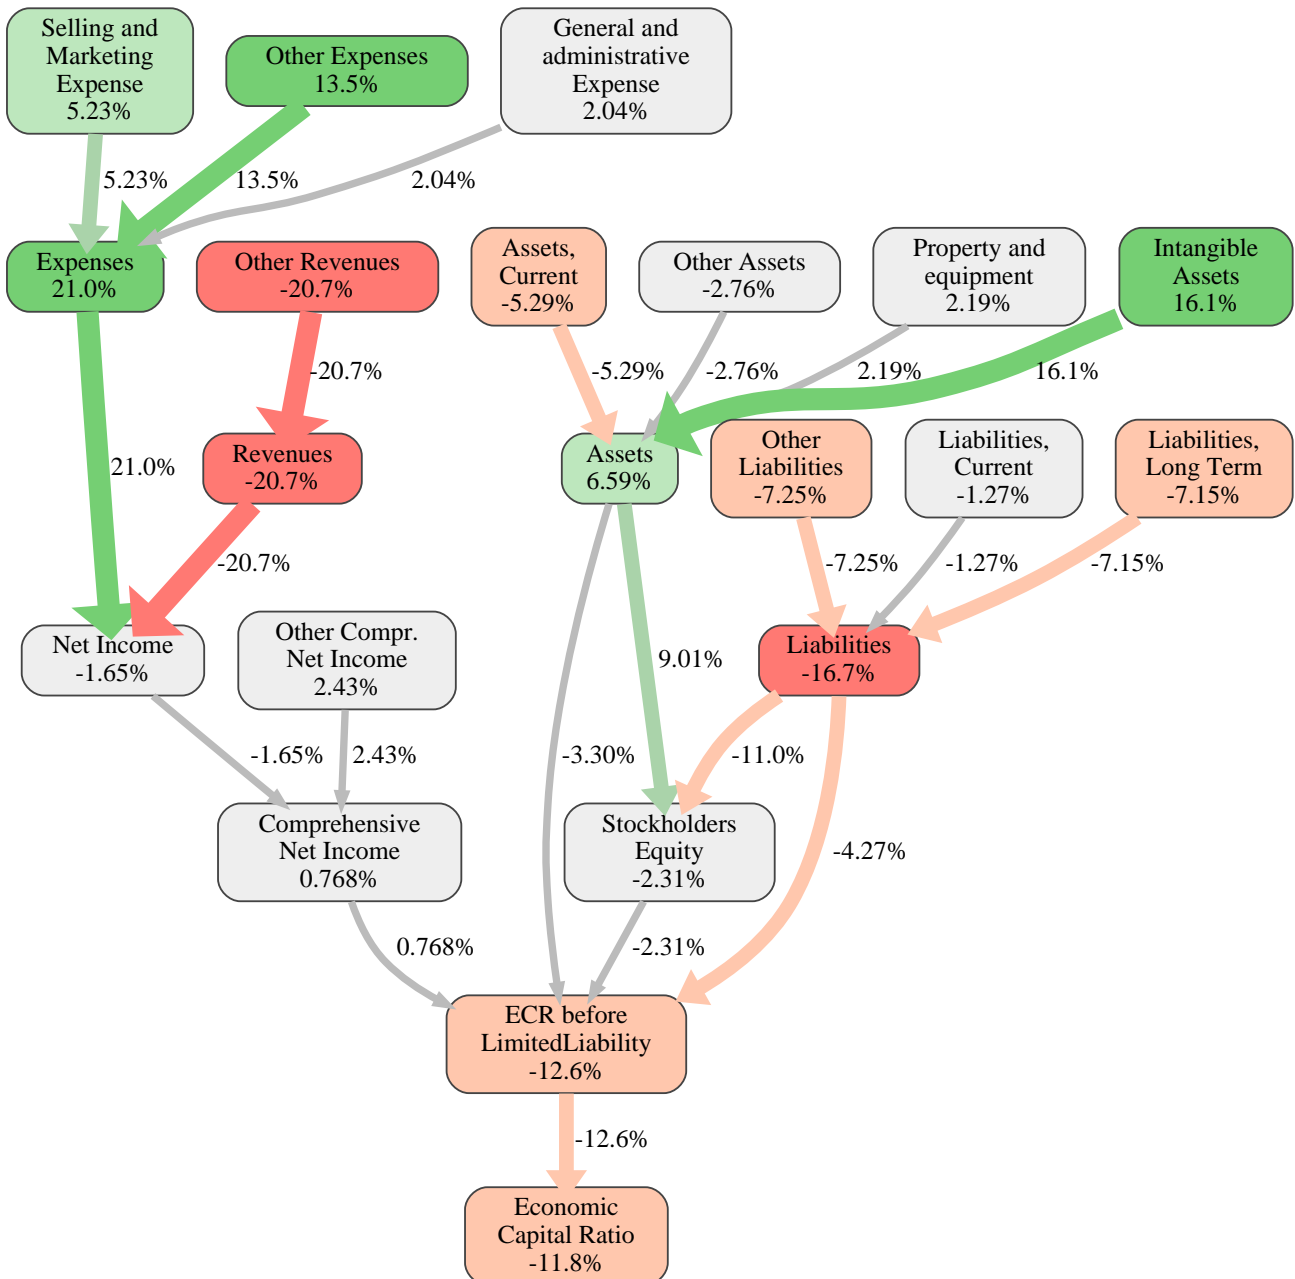 Selling and
Marketing
Expense
5.23%
Other Expenses
13.5%
General and
administrative
Expense
2.04%
5.23%
13.5%
2.04%
Expenses
21.0%
Other Revenues
-20.7%
Assets,
Current
-5.29%
Other Assets
-2.76%
Property and
equipment
2.19%
Intangible
Assets
16.1%
-20.7%
-5.29%
-2.76%
2.19%
16.1%
21.0%
Revenues
-20.7%
Assets
6.59%
Other
Liabilities
-7.25%
Liabilities,
Current
-1.27%
Liabilities,
Long Term
-7.15%
-20.7%
-7.25%
-1.27%
-7.15%
Net Income
-1.65%
Other Compr.
Net Income
2.43%
9.01%
Liabilities
-16.7%
-1.65%
2.43%
-3.30%
-11.0%
Comprehensive
Net Income
0.768%
Stockholders
Equity
-2.31%
-4.27%
0.768%
-2.31%
ECR before
LimitedLiability
-12.6%
-12.6%
Economic
Capital Ratio
-11.8%